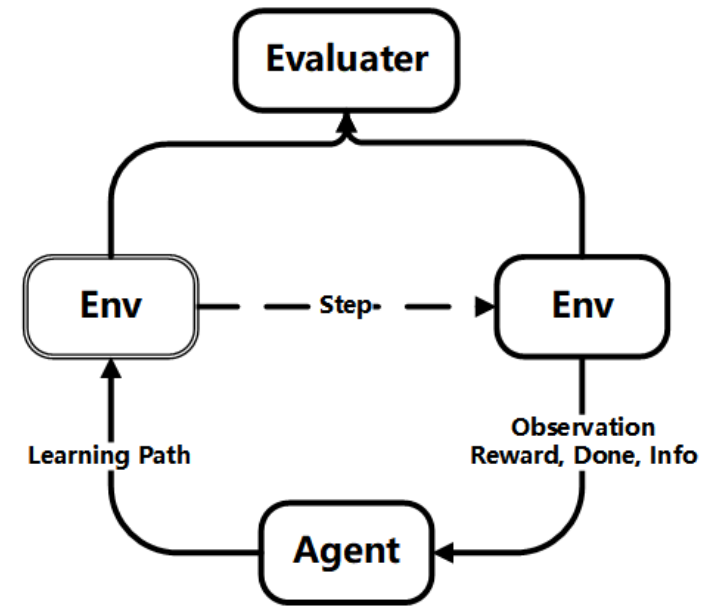 Evaluater
Env
Step
Env
Observation
Learning Path
Reward, Done, Info
Agent